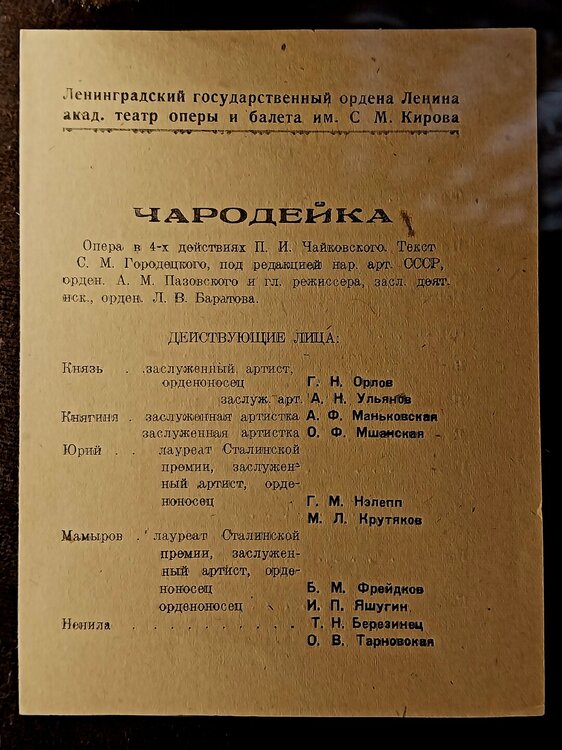 Ленинградский государственный ордена Ленина
акад. театр оперы и балета им. С М. Кирова
ЧАРОДЕЙКА
Опера в 4-х действиях П. И. Чайковского. Текст
С. М. Городецкого, под редакцией нар. арт. СССР,
орден. А. М. Пазовского и гл. режиссера, засл. деят.
иск., орден. Л. В. Баратова.
ДЕЙСТВУЮЩИЕ ЛИЦА:
Князь . .заслуженный артист,
орденоносец Г. Н. Орлов
заслуж. арт. А. Н. Ульянов
Княгиня . заслуженная артистка А. Ф. Маньковская
заслуженная артистка О. Ф. Мшанская
Юрий . . лауреат Сталинской
премии, заслужен-
ный артист, орде-
ноносец Г. М. Нэлепп
М. Л. Крутяков
Мамыров . лауреат Сталинской
премии, заслужен-
ный артист, орде-
ноносец Б. М. Фрейдков
орденоносец И. П. Яшугин
Ненила . . . . . . . . . . Т. Н. Березинец
О. В. Тарновокая